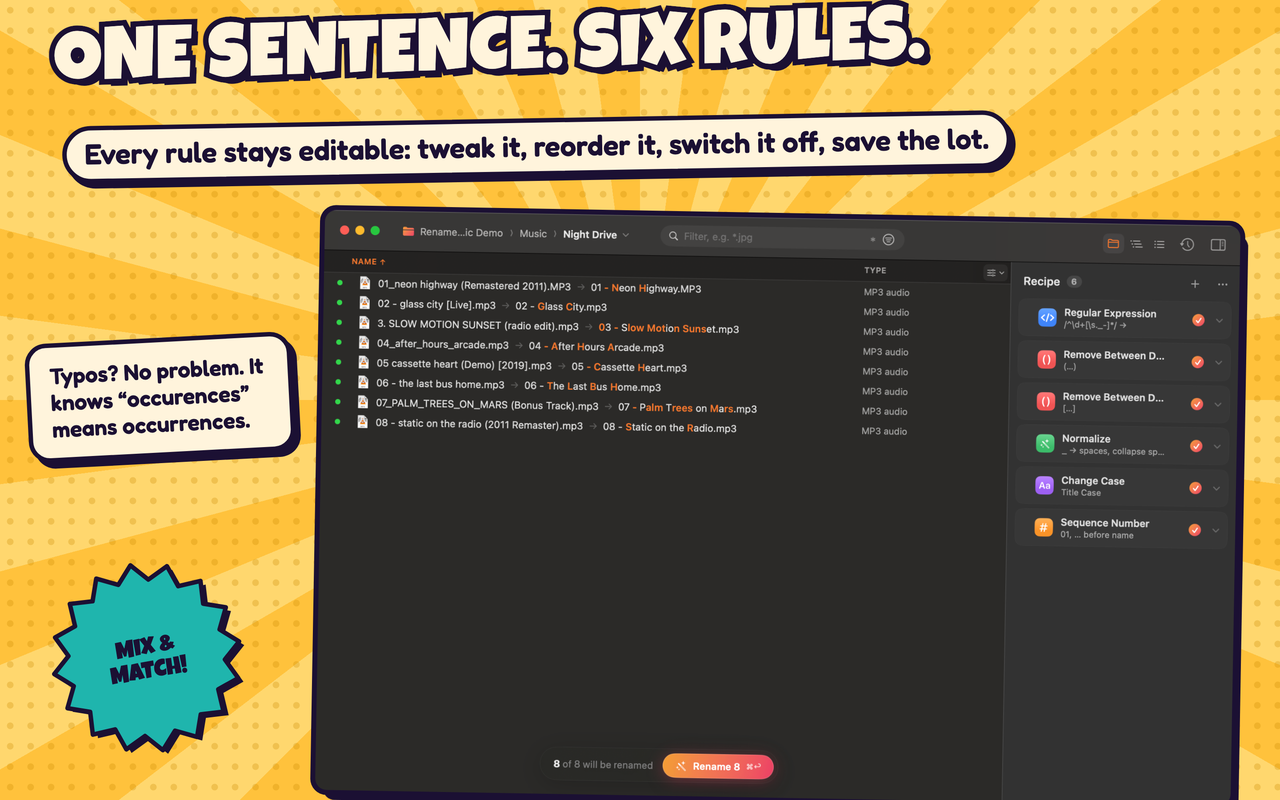 ONE SENTENCE. SIX RULES.
Every rule stays editable: tweak it, reorder it, switch it off, save the lot.
Typos? No problem. It
knows “occurences”
means occurrences.
MIX &
MATCH!
Rename...ic Demo › Music › Night Drive
Filter, e.g. *.jpg
NAME ↑ TYPE
01_neon highway (Remastered 2011).MP3 → 01 - Neon Highway.MP3 MP3 audio
02 - glass city [Live].mp3 → 02 - Glass City.mp3 MP3 audio
3. SLOW MOTION SUNSET (radio edit).mp3 → 03 - Slow Motion Sunset.mp3 MP3 audio
04_after_hours_arcade.mp3 → 04 - After Hours Arcade.mp3 MP3 audio
05 cassette heart (Demo) [2019].mp3 → 05 - Cassette Heart.mp3 MP3 audio
06 - the last bus home.mp3 → 06 - The Last Bus Home.mp3 MP3 audio
07_PALM_TREES_ON_MARS (Bonus Track).mp3 → 07 - Palm Trees on Mars.mp3 MP3 audio
08 - static on the radio (2011 Remaster).mp3 → 08 - Static on the Radio.mp3 MP3 audio
Recipe 6
Regular Expression
/^\d+[\s._-]*/ →
Remove Between D...
(...)
Remove Between D...
[...]
Normalize
_ → spaces, collapse sp...
Aa Change Case
Title Case
# Sequence Number
01, ... before name
8 of 8 will be renamed
Rename 8 ⌘↩